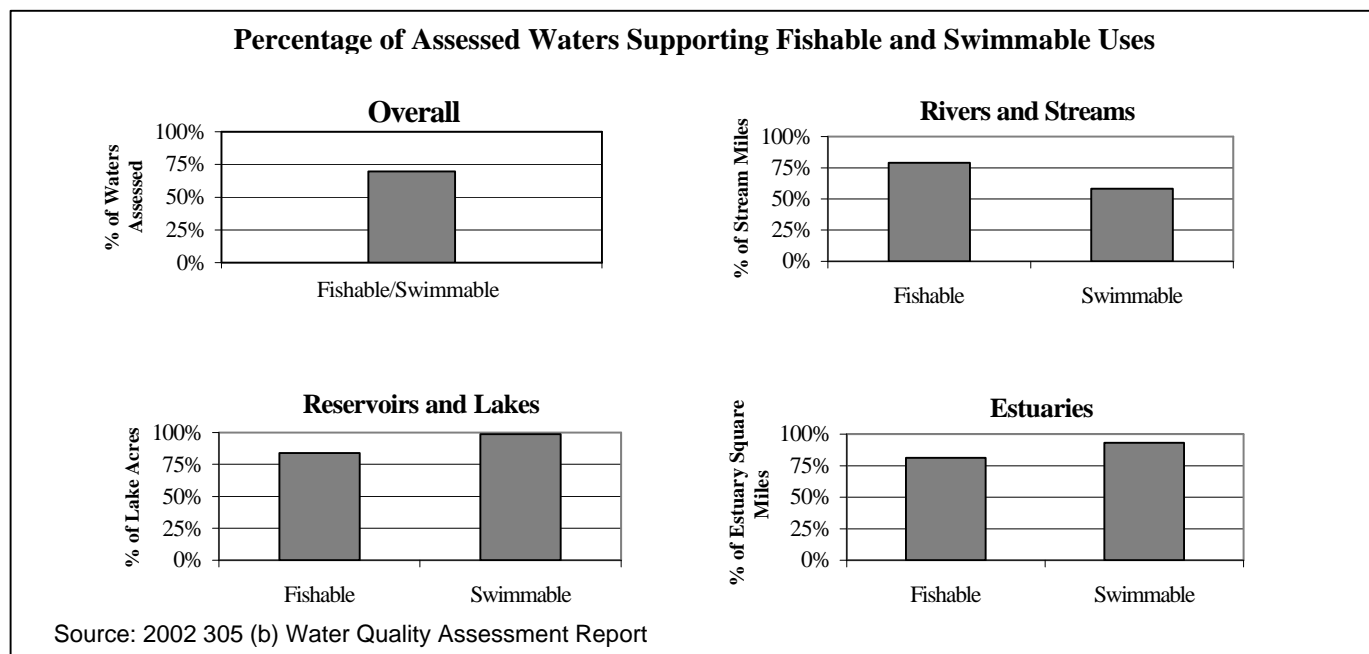 Percentage of Assessed Waters Supporting Fishable and Swimmable Uses
Overall
% of Waters
Assessed
100%
75%
50%
25%
0%
Fishable/Swimmable
Rivers and Streams
% of Stream Miles
100%
75%
50%
25%
0%
Fishable
Swimmable
Reservoirs and Lakes
% of Lake Acres
100%
75%
50%
25%
0%
Fishable
Swimmable
Estuaries
% of Estuary Square
Miles
100%
75%
50%
25%
0%
Fishable
Swimmable
Source: 2002 305 (b) Water Quality Assessment Report